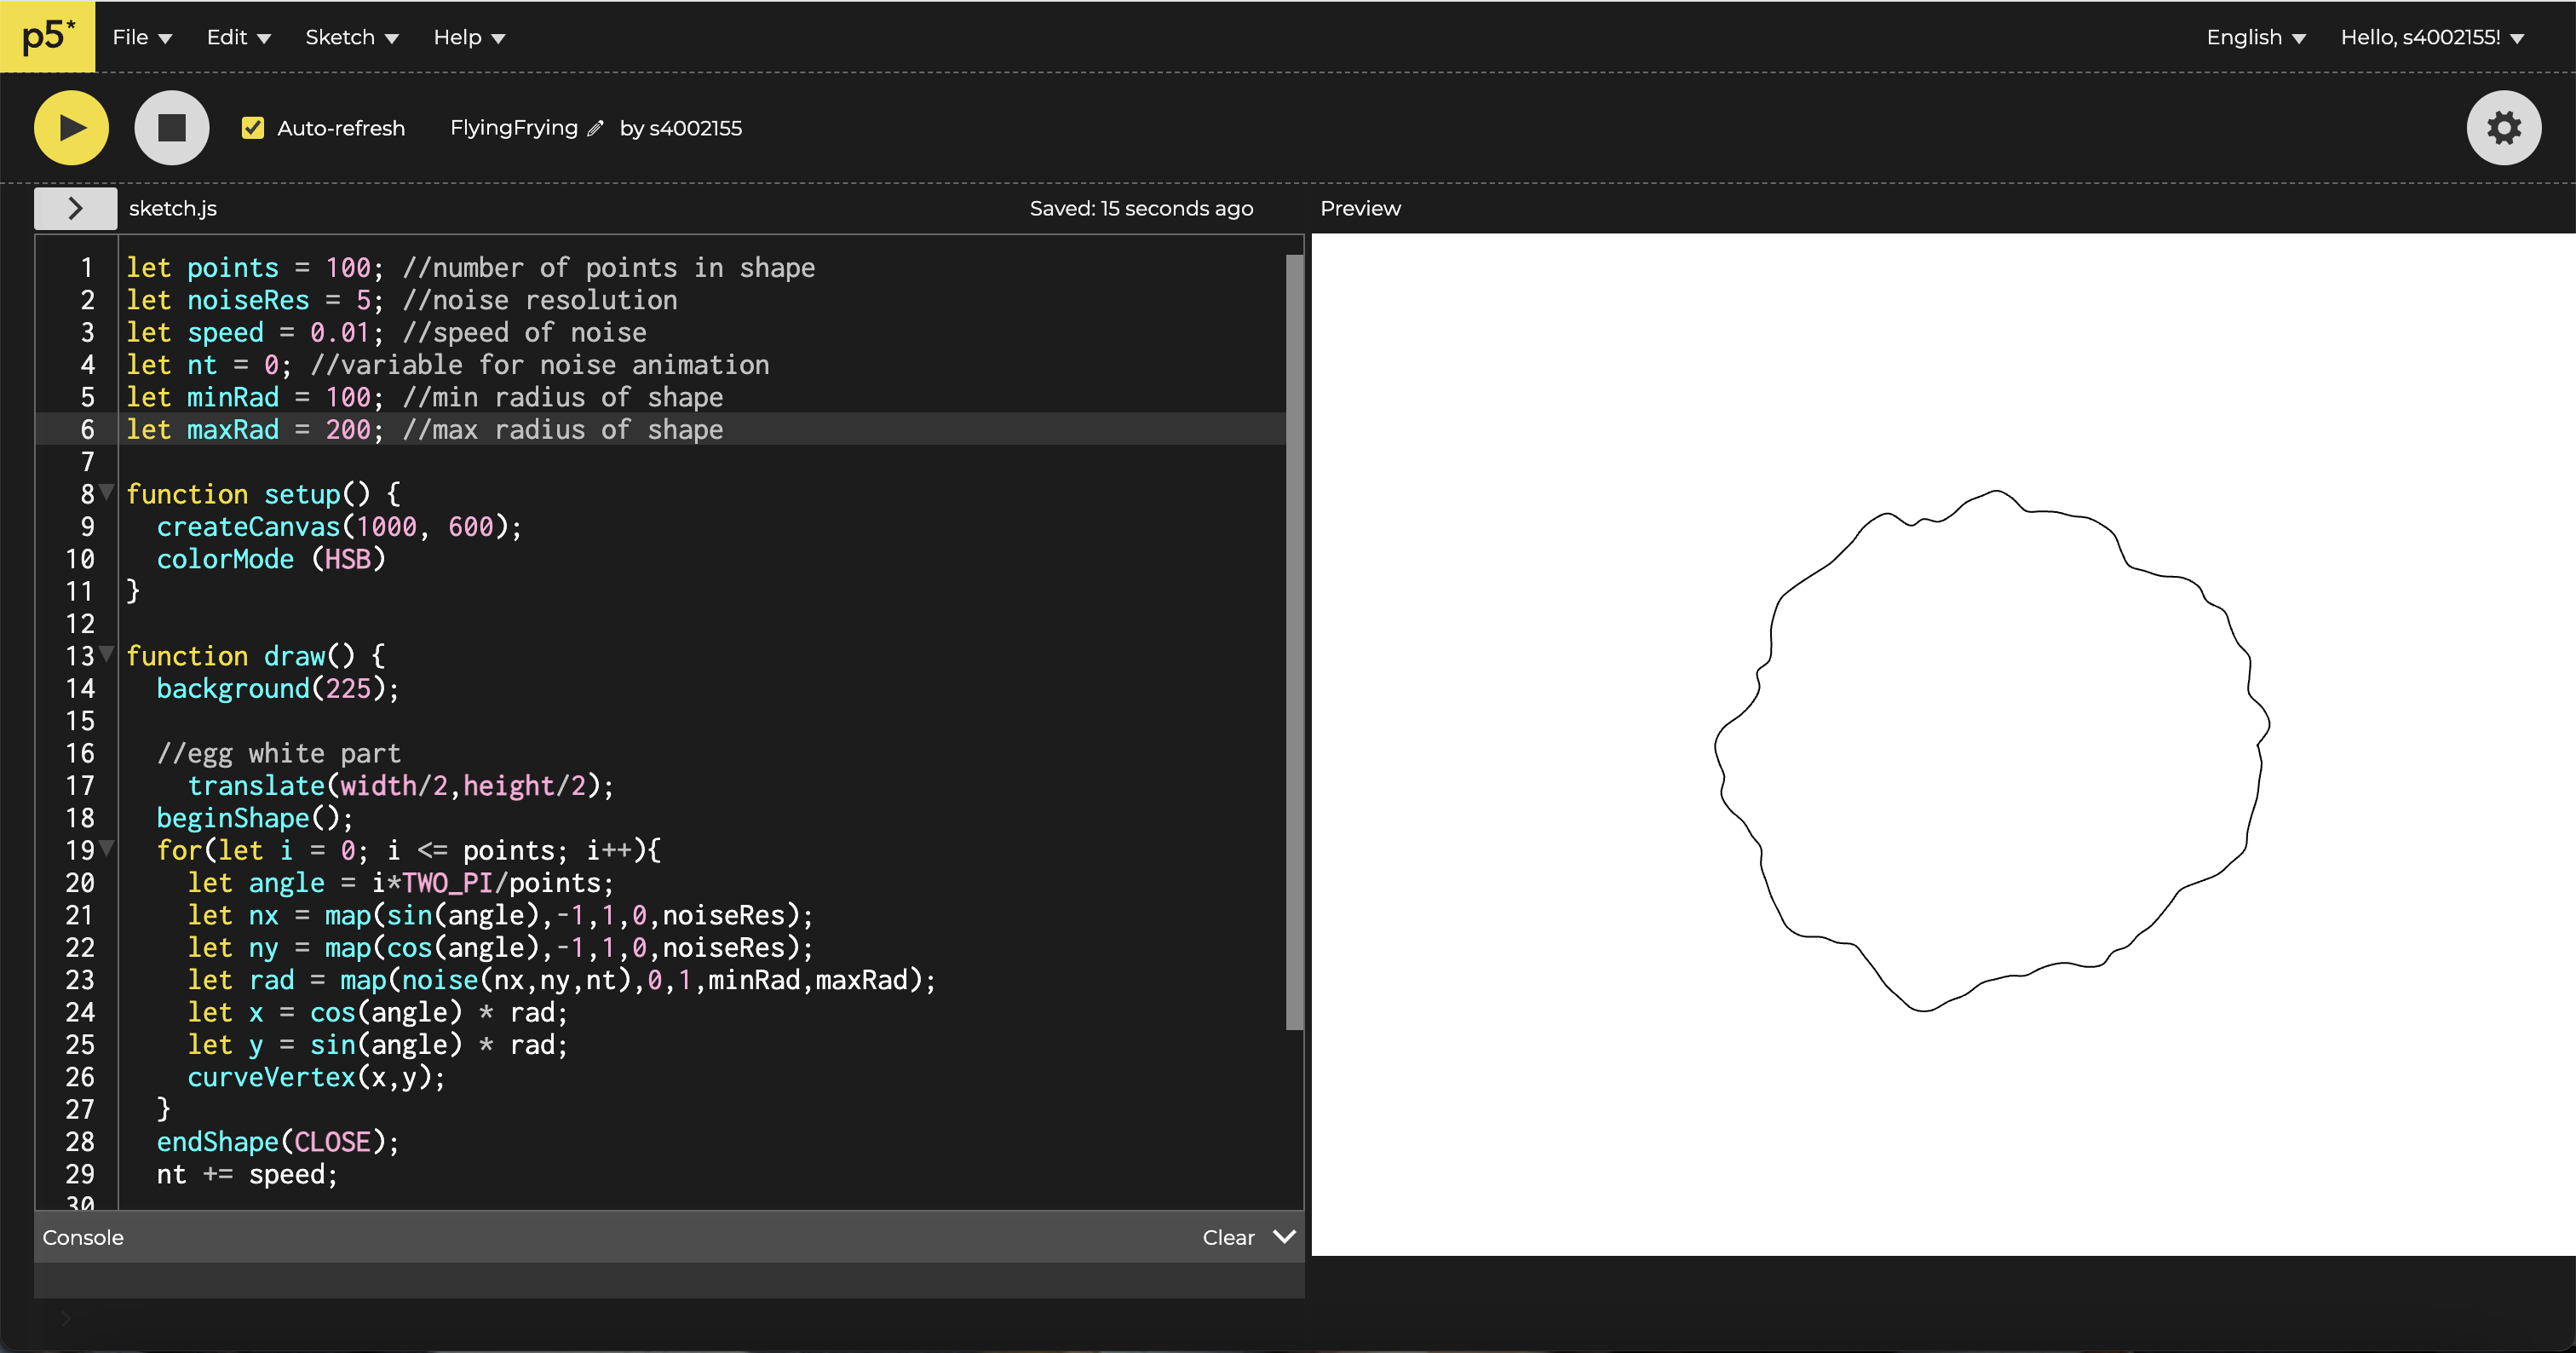 p5* File Edit Sketch Help English Hello, s4002155!
Auto-refresh FlyingFrying by s4002155
sketch.js Saved: 15 seconds ago Preview
1 let points = 100; //number of points in shape
2 let noiseRes = 5; //noise resolution
3 let speed = 0.01; //speed of noise
4 let nt = 0; //variable for noise animation
5 let minRad = 100; //min radius of shape
6 let maxRad = 200; //max radius of shape
7
8 function setup() {
9   createCanvas(1000, 600);
10   colorMode (HSB)
11 }
12
13 function draw() {
14   background(225);
15
16   //egg white part
17     translate(width/2,height/2);
18   beginShape();
19   for(let i = 0; i <= points; i++){
20     let angle = i*TWO_PI/points;
21     let nx = map(sin(angle),-1,1,0,noiseRes);
22     let ny = map(cos(angle),-1,1,0,noiseRes);
23     let rad = map(noise(nx,ny,nt),0,1,minRad,maxRad);
24     let x = cos(angle) * rad;
25     let y = sin(angle) * rad;
26     curveVertex(x,y);
27   }
28   endShape(CLOSE);
29   nt += speed;
30
Console Clear